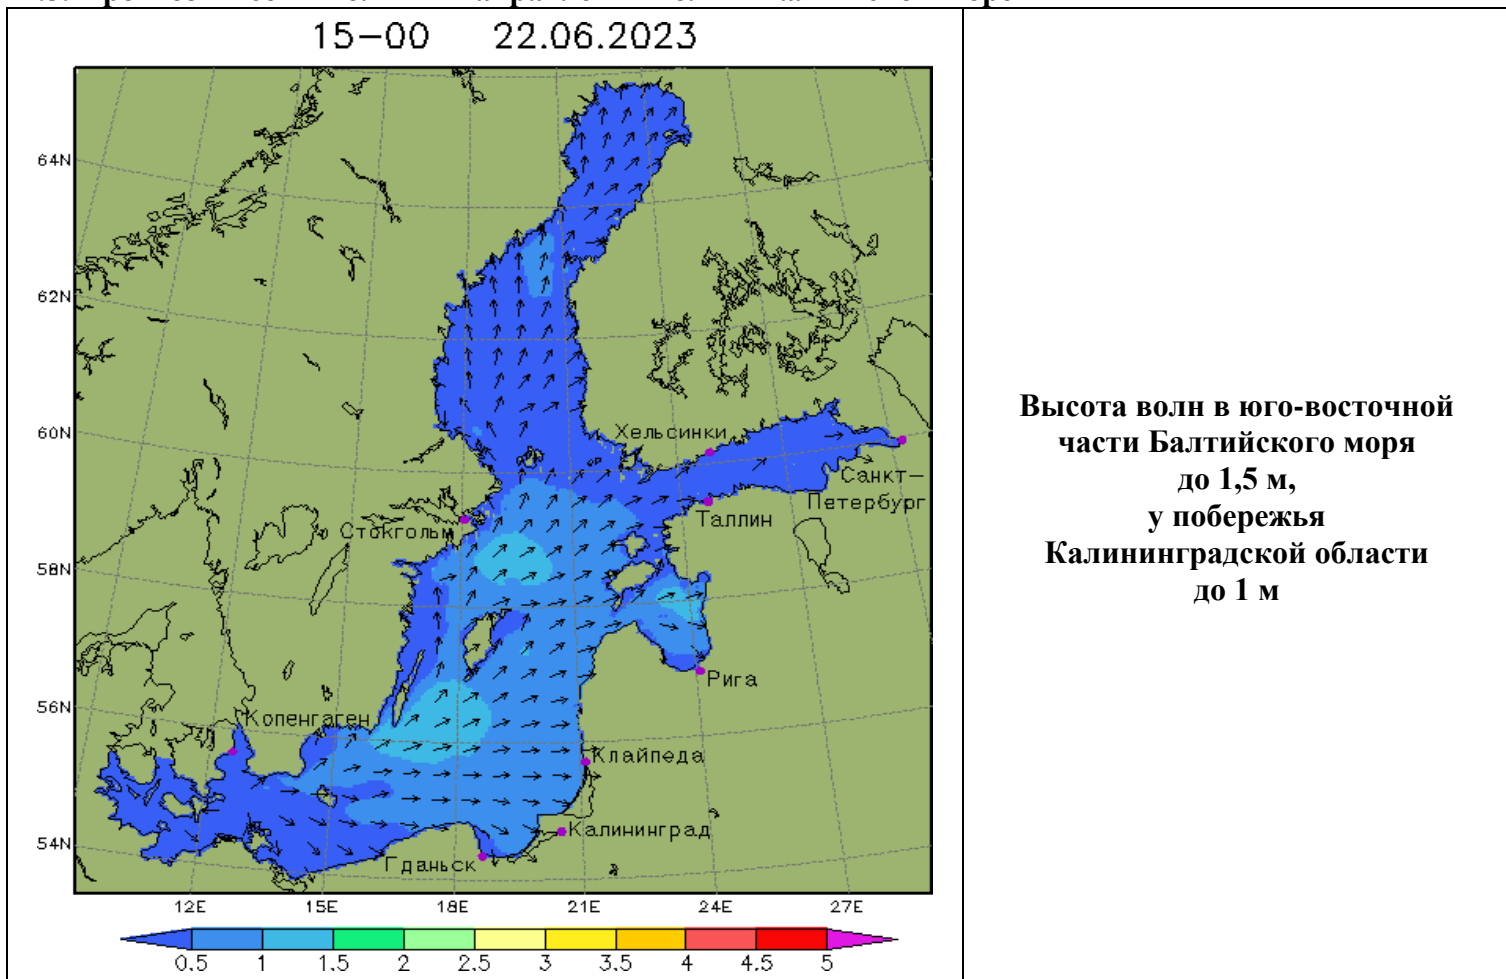 15-00 22.06.2023
64N
62N
60N
58N
56N
54N
Хельсинки
Санкт-
Петербург
Таллин
Стокгольм
Рига
Копенгаген
Клайпеда
Калининград
Гданьск
12E 15E 18E 21E 24E 27E
0.5 1 1.5 2 2.5 3 3.5 4 4.5 5
Высота волн в юго-восточной
части Балтийского моря
до 1,5 м,
у побережья
Калининградской области
до 1 м